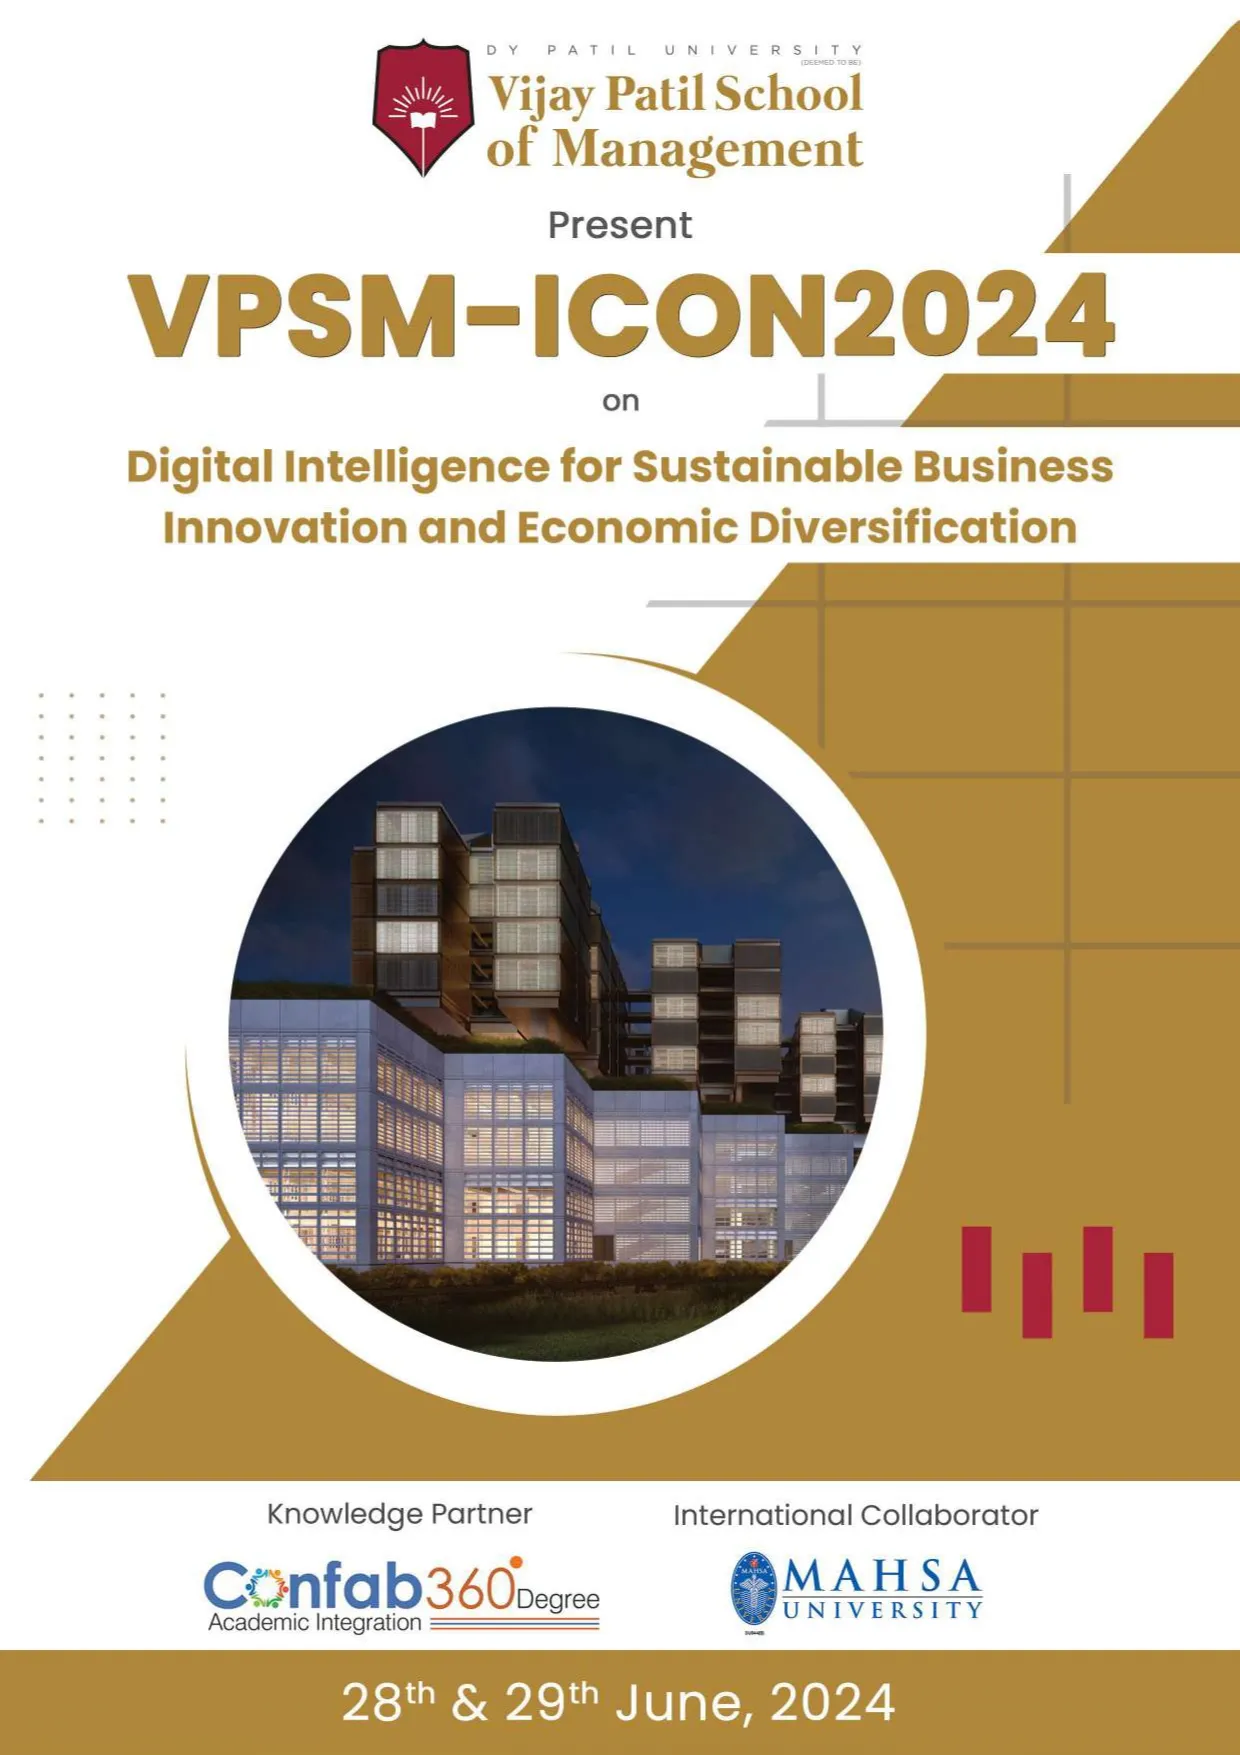 DY PATIL UNIVERSITY
(DEEMED TO BE)
Vijay Patil School
of Management
Present
VPSM-ICON2024
on
Digital Intelligence for Sustainable Business
Innovation and Economic Diversification
Knowledge Partner
International Collaborator
Confab360Degree
Academic Integration
MAHSA
MAHSA
UNIVERSITY
28th & 29th June, 2024